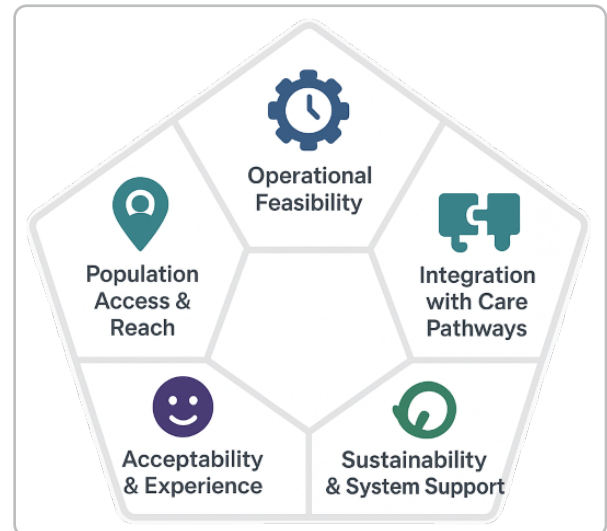 Operational
Feasibility
Population
Access &
Reach
Integration
with Care
Pathways
Acceptability
& Experience
Sustainability
& System Support